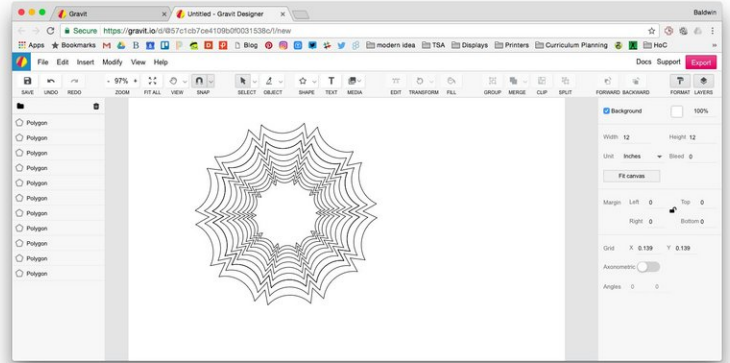 Gravit
Untitled - Gravit Designer
Baldwin
Secure https://gravit.io/d/@57c1cb7ce4109b0f0031538c/!/new
Apps Bookmarks Blog modern idea TSA Displays Printers Curriculum Planning HoC
File Edit Insert Modify View Help Docs Support Export
- 97% +
SAVE UNDO REDO ZOOM FIT ALL VIEW SNAP SELECT OBJECT SHAPE TEXT MEDIA EDIT TRANSFORM FILL GROUP MERGE CLIP SPLIT FORWARD BACKWARD FORMAT LAYERS
Polygon
Polygon
Polygon
Polygon
Polygon
Polygon
Polygon
Polygon
Polygon
Polygon
Polygon
Background 100%
Width 12 Height 12
Unit Inches Bleed 0
Fit canvas
Margin Left 0 Top 0
Right 0 Bottom 0
Grid X 0.139 Y 0.139
Axonometric
Angles 0 0